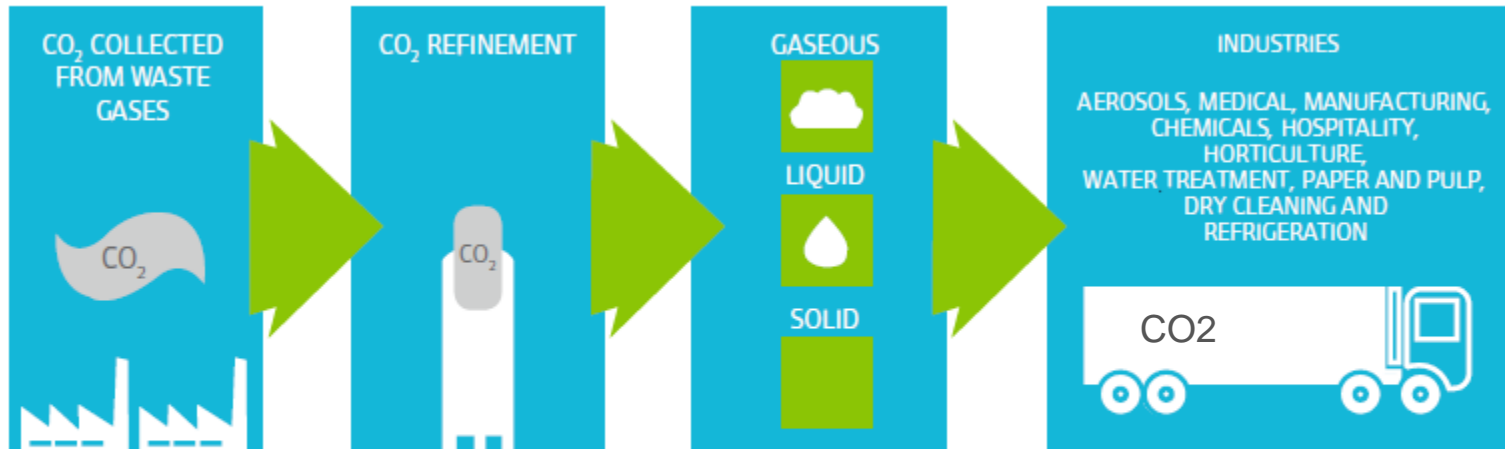 CO₂ COLLECTED
FROM WASTE
GASES
CO₂
CO₂ REFINEMENT
CO₂
GASEOUS
LIQUID
SOLID
INDUSTRIES
AEROSOLS, MEDICAL, MANUFACTURING,
CHEMICALS, HOSPITALITY,
HORTICULTURE,
WATER TREATMENT, PAPER AND PULP,
DRY CLEANING AND
REFRIGERATION
CO2